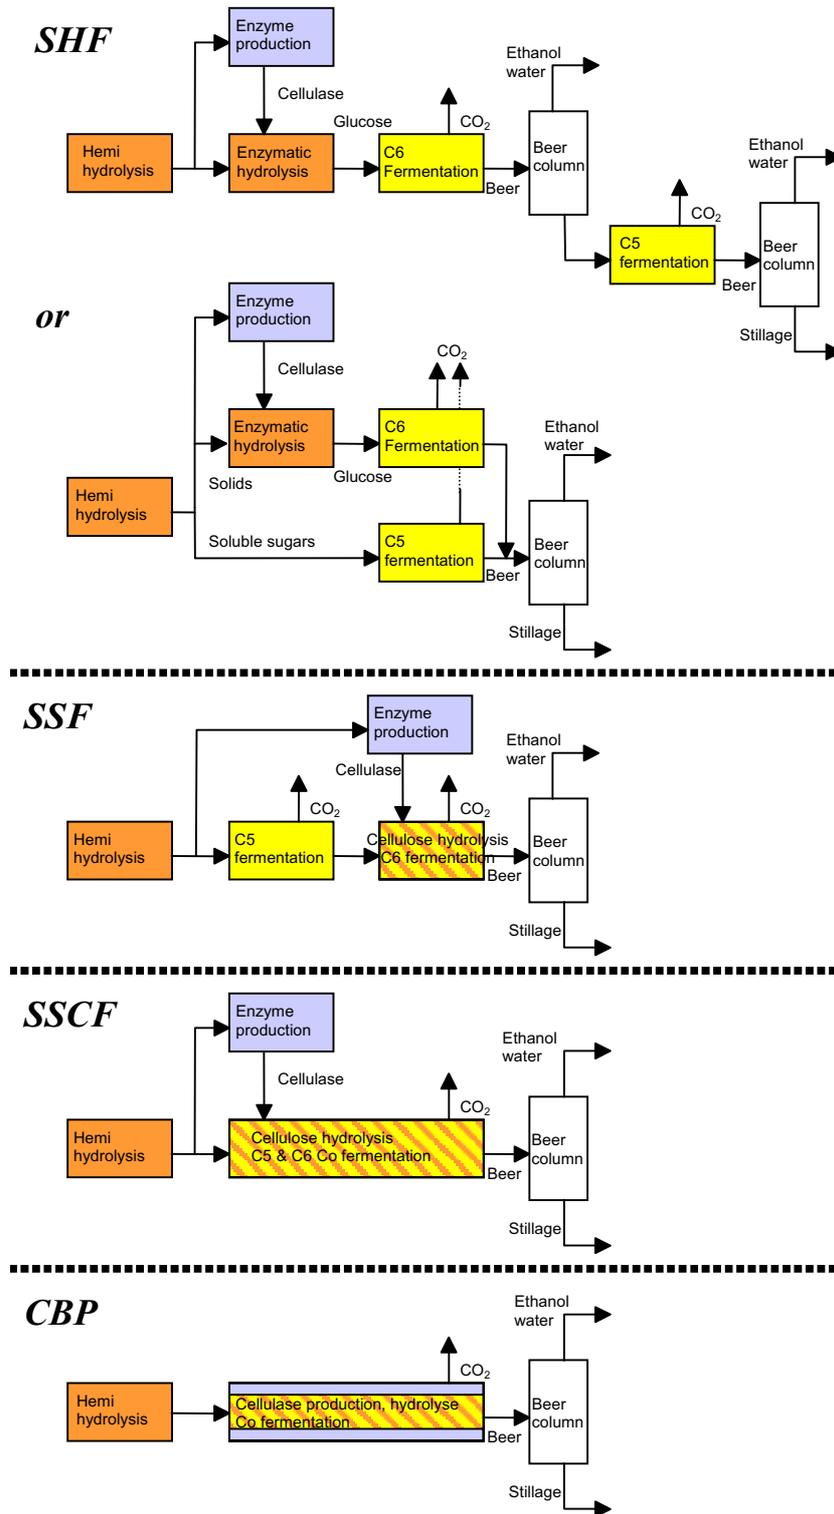 SHF
Enzyme
production
Cellulase
Hemi
hydrolysis
Enzymatic
hydrolysis
Glucose
C6
Fermentation
CO2
Beer
Ethanol
water
Beer
column
C5
fermentation
CO2
Beer
Ethanol
water
Beer
column
Stillage
or
Enzyme
production
Cellulase
Hemi
hydrolysis
Enzymatic
hydrolysis
Solids
Glucose
C6
Fermentation
CO2
Soluble sugars
C5
fermentation
Beer
Ethanol
water
Beer
column
Stillage
SSF
Enzyme
production
Cellulase
Hemi
hydrolysis
C5
fermentation
CO2
Cellulose hydrolysis
C6 fermentation
CO2
Beer
Ethanol
water
Beer
column
Stillage
SSCF
Enzyme
production
Cellulase
Hemi
hydrolysis
Cellulose hydrolysis
C5 & C6 Co fermentation
CO2
Beer
Ethanol
water
Beer
column
Stillage
CBP
Hemi
hydrolysis
Cellulase production, hydrolyse
Co fermentation
CO2
Beer
Ethanol
water
Beer
column
Stillage